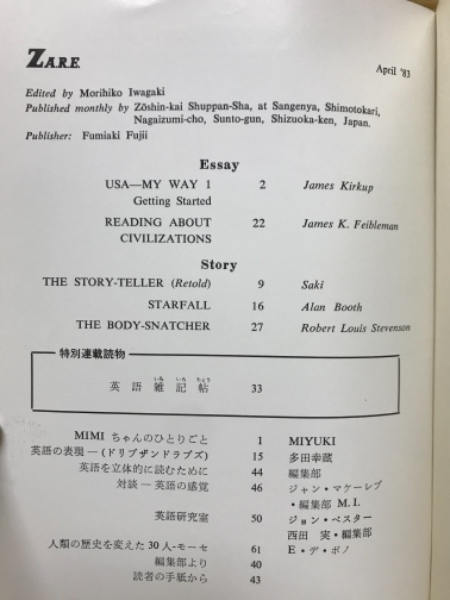 Z.A.R.E.
April '83
Edited by Morihiko Iwagaki
Published monthly by Zōshin-kai Shuppan-Sha, at Sangenya, Shimotokari,
Nagaizumi-cho, Sunto-gun, Shizuoka-ken, Japan.
Publisher: Fumiaki Fujii
Essay
USA—MY WAY 1 2 James Kirkup
Getting Started
READING ABOUT 22 James K. Feibleman
CIVILIZATIONS
Story
THE STORY-TELLER (Retold) 9 Saki
STARFALL 16 Alan Booth
THE BODY-SNATCHER 27 Robert Louis Stevenson
特別連載読物
英語雑記帖 33
MIMI ちゃんのひとりごと 1 MIYUKI
英語の表現 — (ドリブザンドラブズ) 15 多田幸蔵
英語を立体的に読むために 44 編集部
対談 — 英語の感覚 46 ジャン・マケーレブ
・編集部 M.I.
英語研究室 50 ジョン・ベスター
西田 実・編集部
人類の歴史を変えた30人-モーセ 61 E・デ・ボノ
編集部より 40
読者の手紙から 43